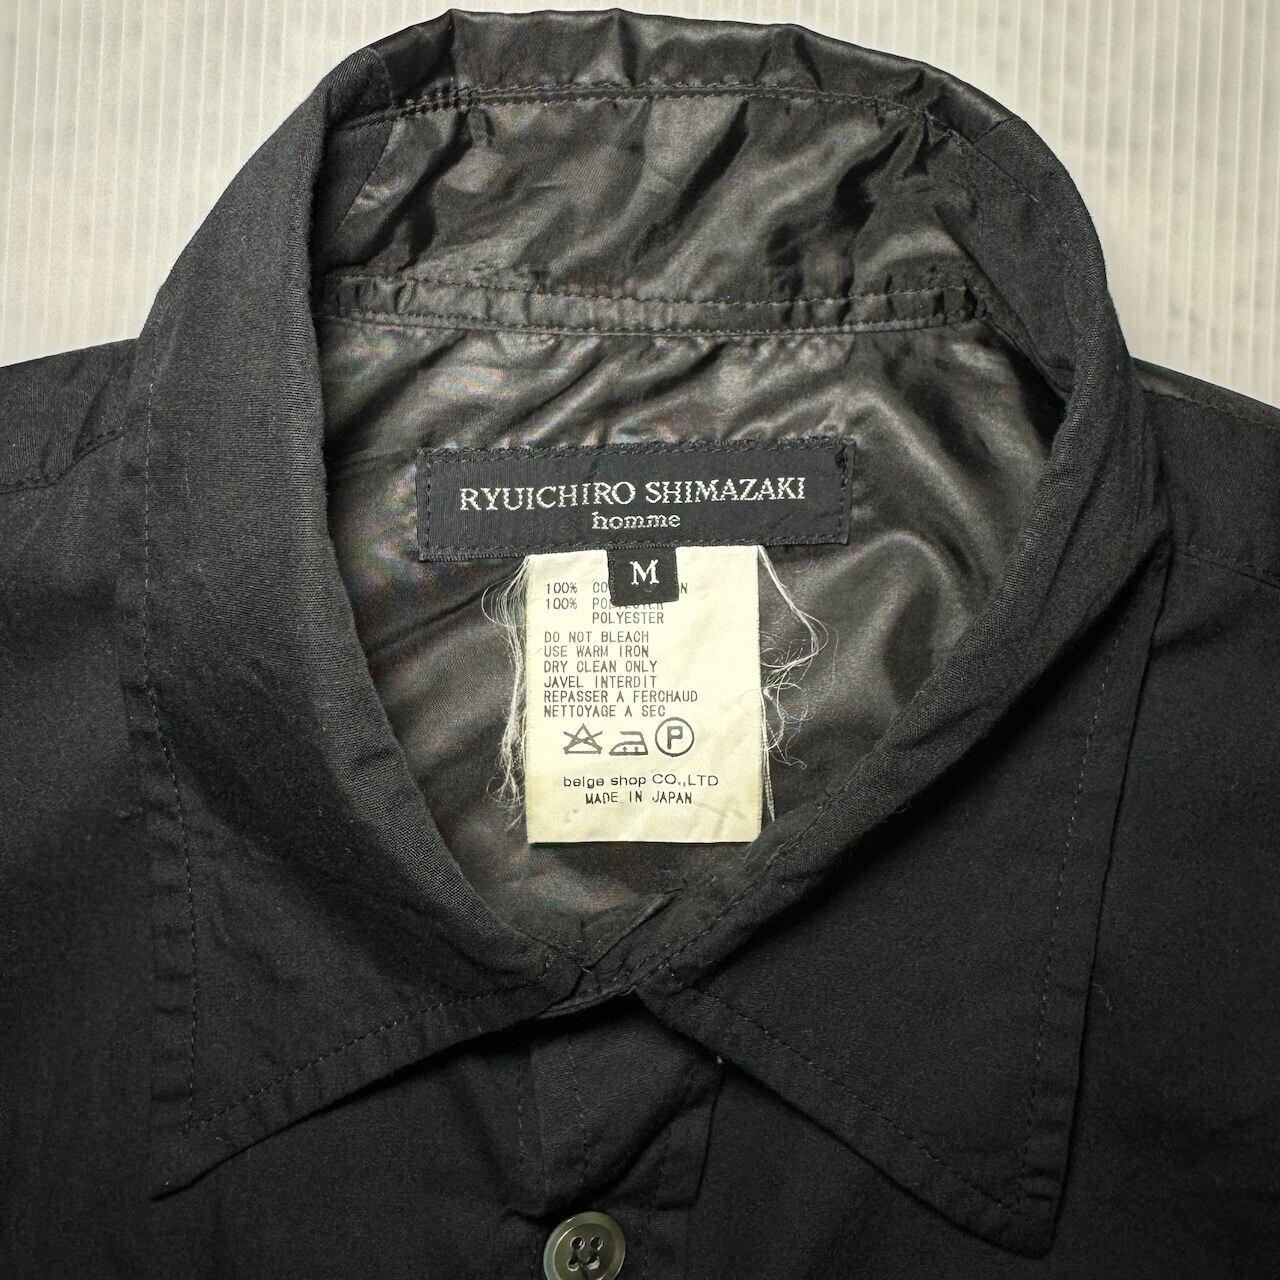 RYUICHIRO SHIMAZAKI
homme
M
100%
100%
POLYESTER
DO NOT BLEACH
USE WARM IRON
DRY CLEAN ONLY
JAVEL INTERDIT
REPASSER A FERCHAUD
NETTOYAGE A SEC
P
beige shop CO.,LTD
MADE IN JAPAN